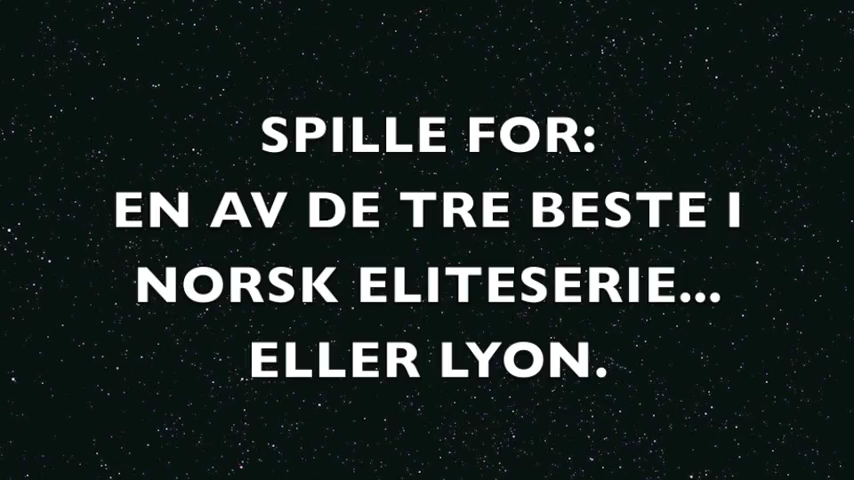 SPILLE FOR:
EN AV DE TRE BESTE I
NORSK ELITESERIE...
ELLER LYON.